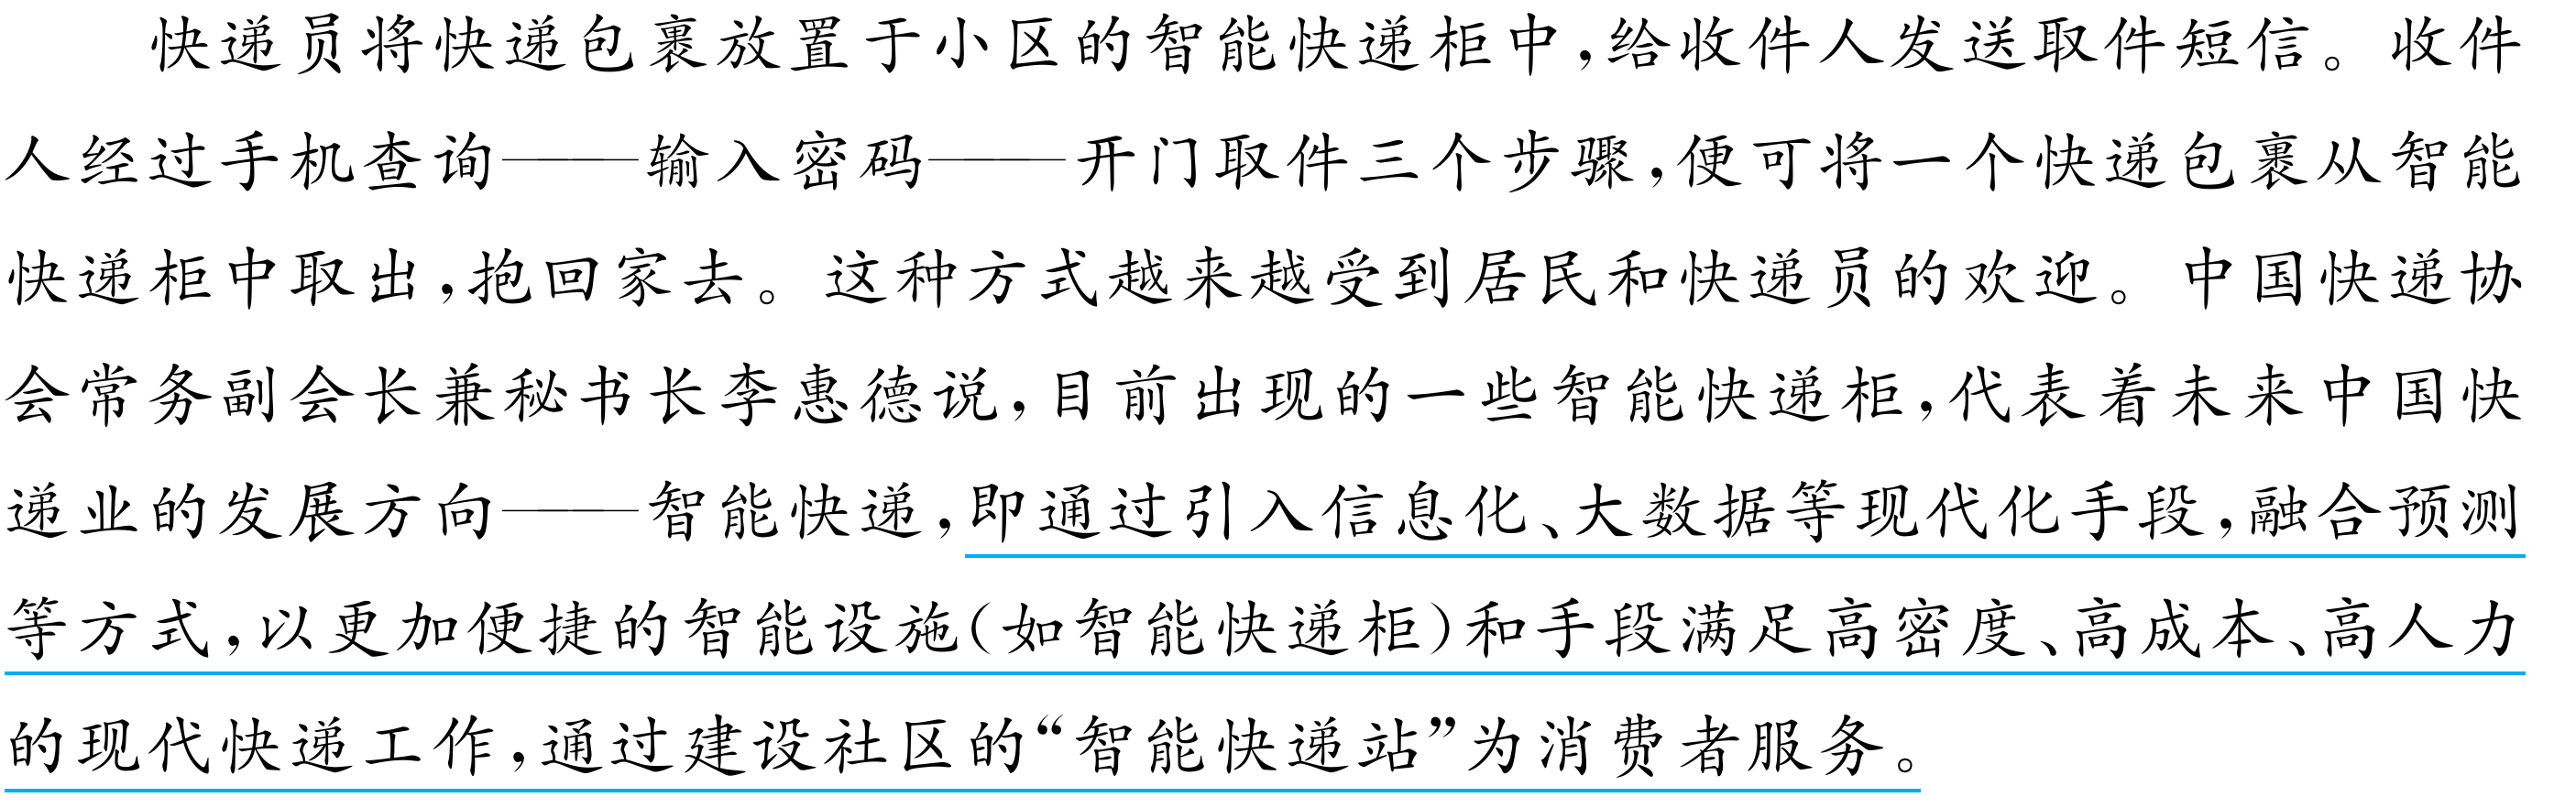 快递员将快递包裹放置于小区的智能快递柜中,给收件人发送取件短信。收件
人经过手机查询——输入密码——开门取件三个步骤,便可将一个快递包裹从智能
快递柜中取出,抱回家去。这种方式越来越受到居民和快递员的欢迎。中国快递协
会常务副会长兼秘书长李惠德说,目前出现的一些智能快递柜,代表着未来中国快
递业的发展方向——智能快递,即通过引入信息化、大数据等现代化手段,融合预测
等方式,以更加便捷的智能设施(如智能快递柜)和手段满足高密度、高成本、高人力
的现代快递工作,通过建设社区的“智能快递站”为消费者服务。